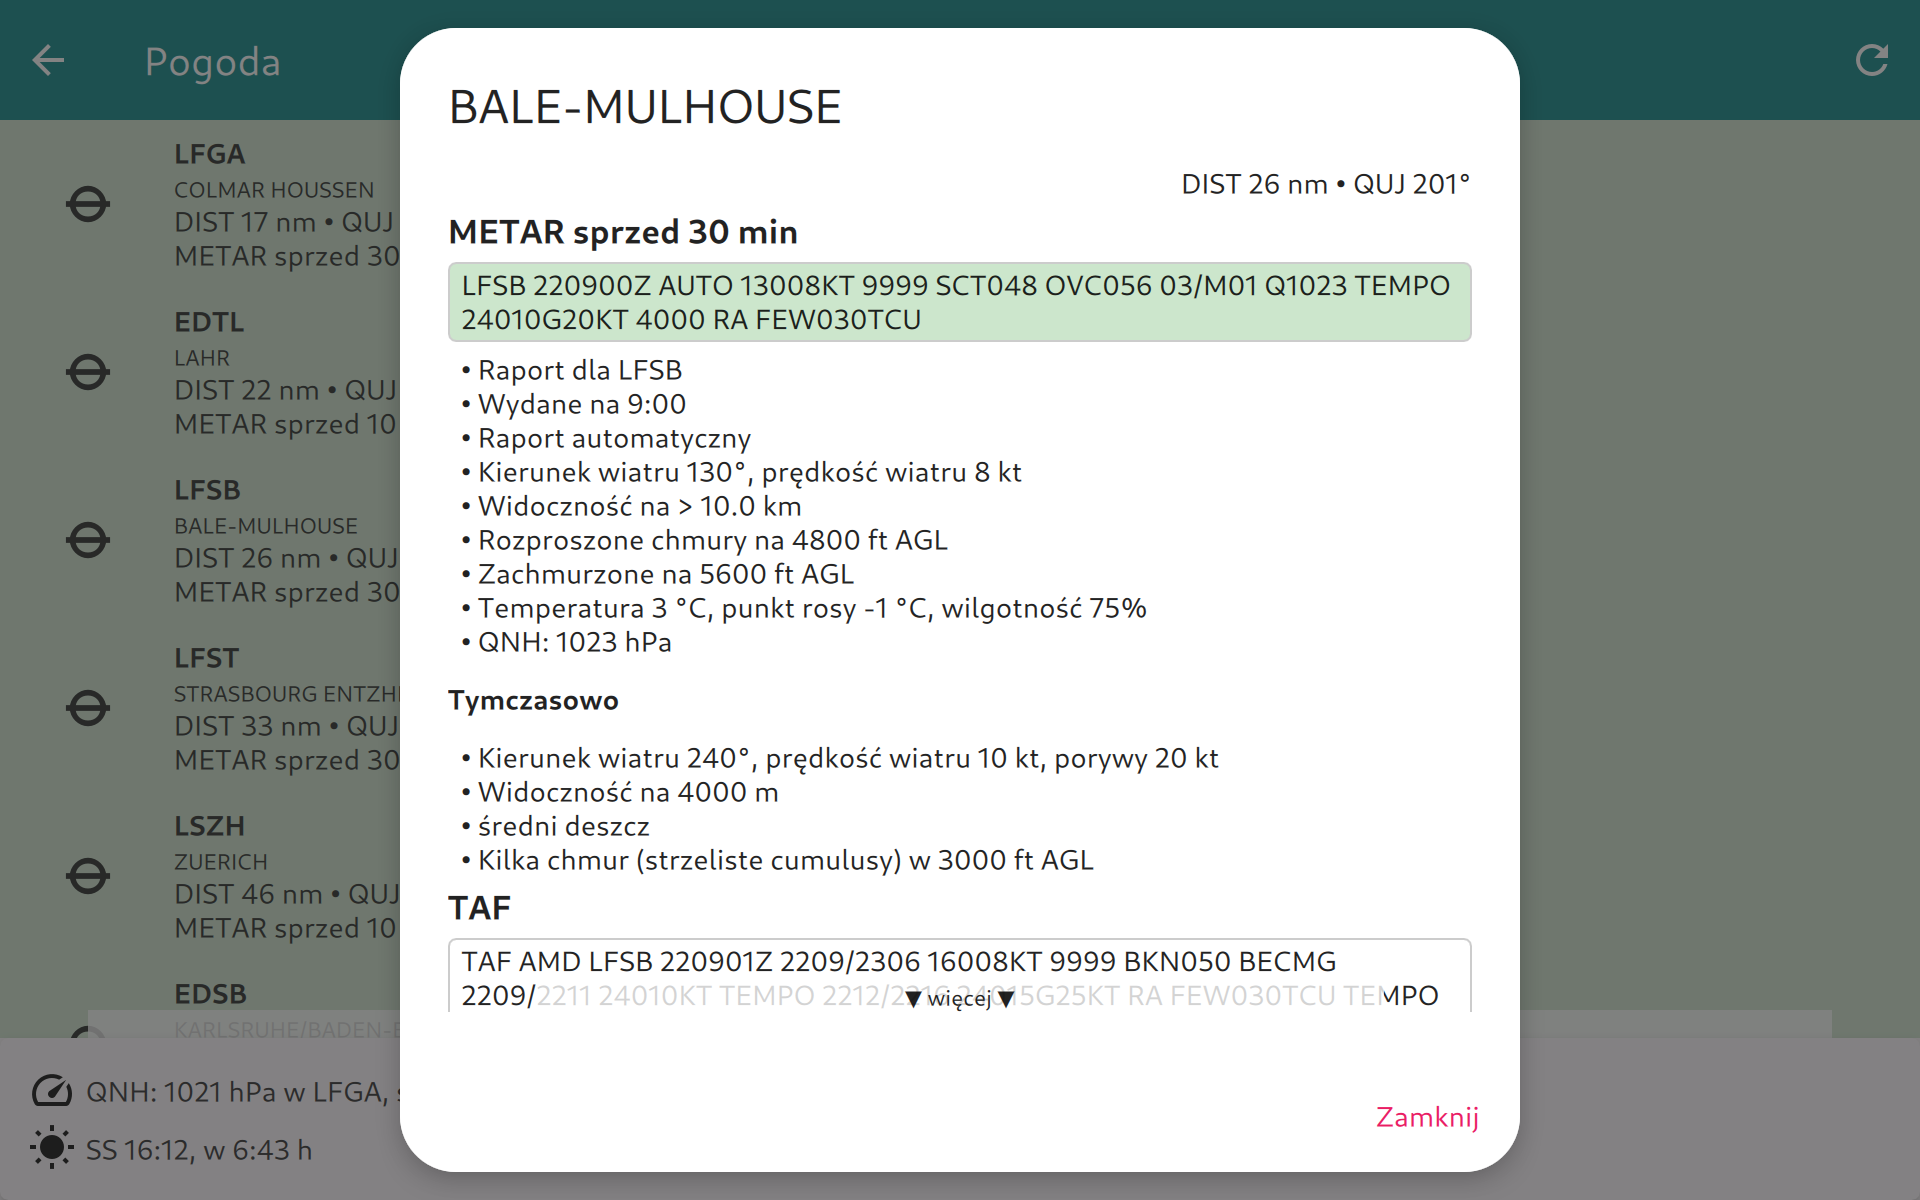 Pogoda
LFGA
COLMAR HOUSSEN
DIST 17 nm • QUJ
METAR sprzed 30
EDTL
LAHR
DIST 22 nm • QUJ
METAR sprzed 10
LFSB
BALE-MULHOUSE
DIST 26 nm • QUJ
METAR sprzed 30
LFST
STRASBOURG ENTZH
DIST 33 nm • QUJ
METAR sprzed 30
LSZH
ZUERICH
DIST 46 nm • QUJ
METAR sprzed 10
EDSB
KARLSRUHE/BADEN-
QNH: 1021 hPa w LFGA,
SS 16:12, w 6:43 h
BALE-MULHOUSE
DIST 26 nm • QUJ 201°
METAR sprzed 30 min
LFSB 220900Z AUTO 13008KT 9999 SCT048 OVC056 03/M01 Q1023 TEMPO
24010G20KT 4000 RA FEW030TCU
• Raport dla LFSB
• Wydane na 9:00
• Raport automatyczny
• Kierunek wiatru 130°, prędkość wiatru 8 kt
• Widoczność na > 10.0 km
• Rozproszone chmury na 4800 ft AGL
• Zachmurzone na 5600 ft AGL
• Temperatura 3 °C, punkt rosy -1 °C, wilgotność 75%
• QNH: 1023 hPa
Tymczasowo
• Kierunek wiatru 240°, prędkość wiatru 10 kt, porywy 20 kt
• Widoczność na 4000 m
• średni deszcz
• Kilka chmur (strzeliste cumulusy) w 3000 ft AGL
TAF
TAF AMD LFSB 220901Z 2209/2306 16008KT 9999 BKN050 BECMG
2209/2211 24010KT TEMPO 2212/2216 24015G25KT RA FEW030TCU TEMPO
▼ więcej ▼
Zamknij